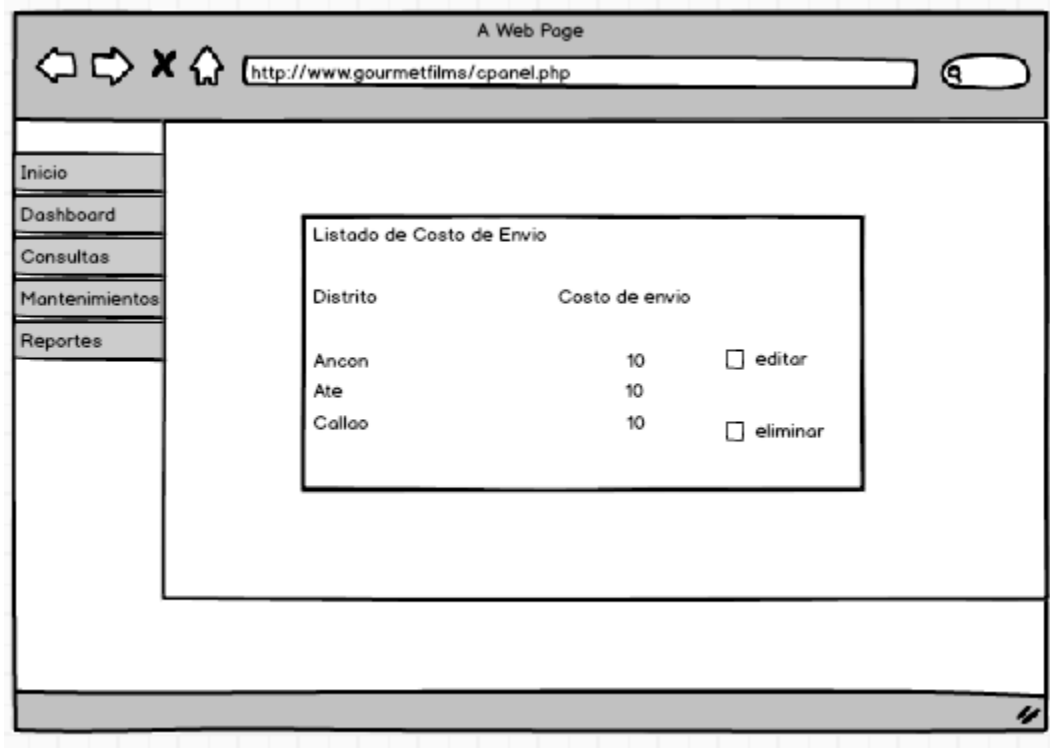 A Web Page
http://www.gourmetfilms/cpanel.php
Inicio
Dashboard
Consultas
Mantenimientos
Reportes
Listado de Costo de Envio
Distrito Costo de envio
Ancon 10 editar
Ate 10
Callao 10 eliminar